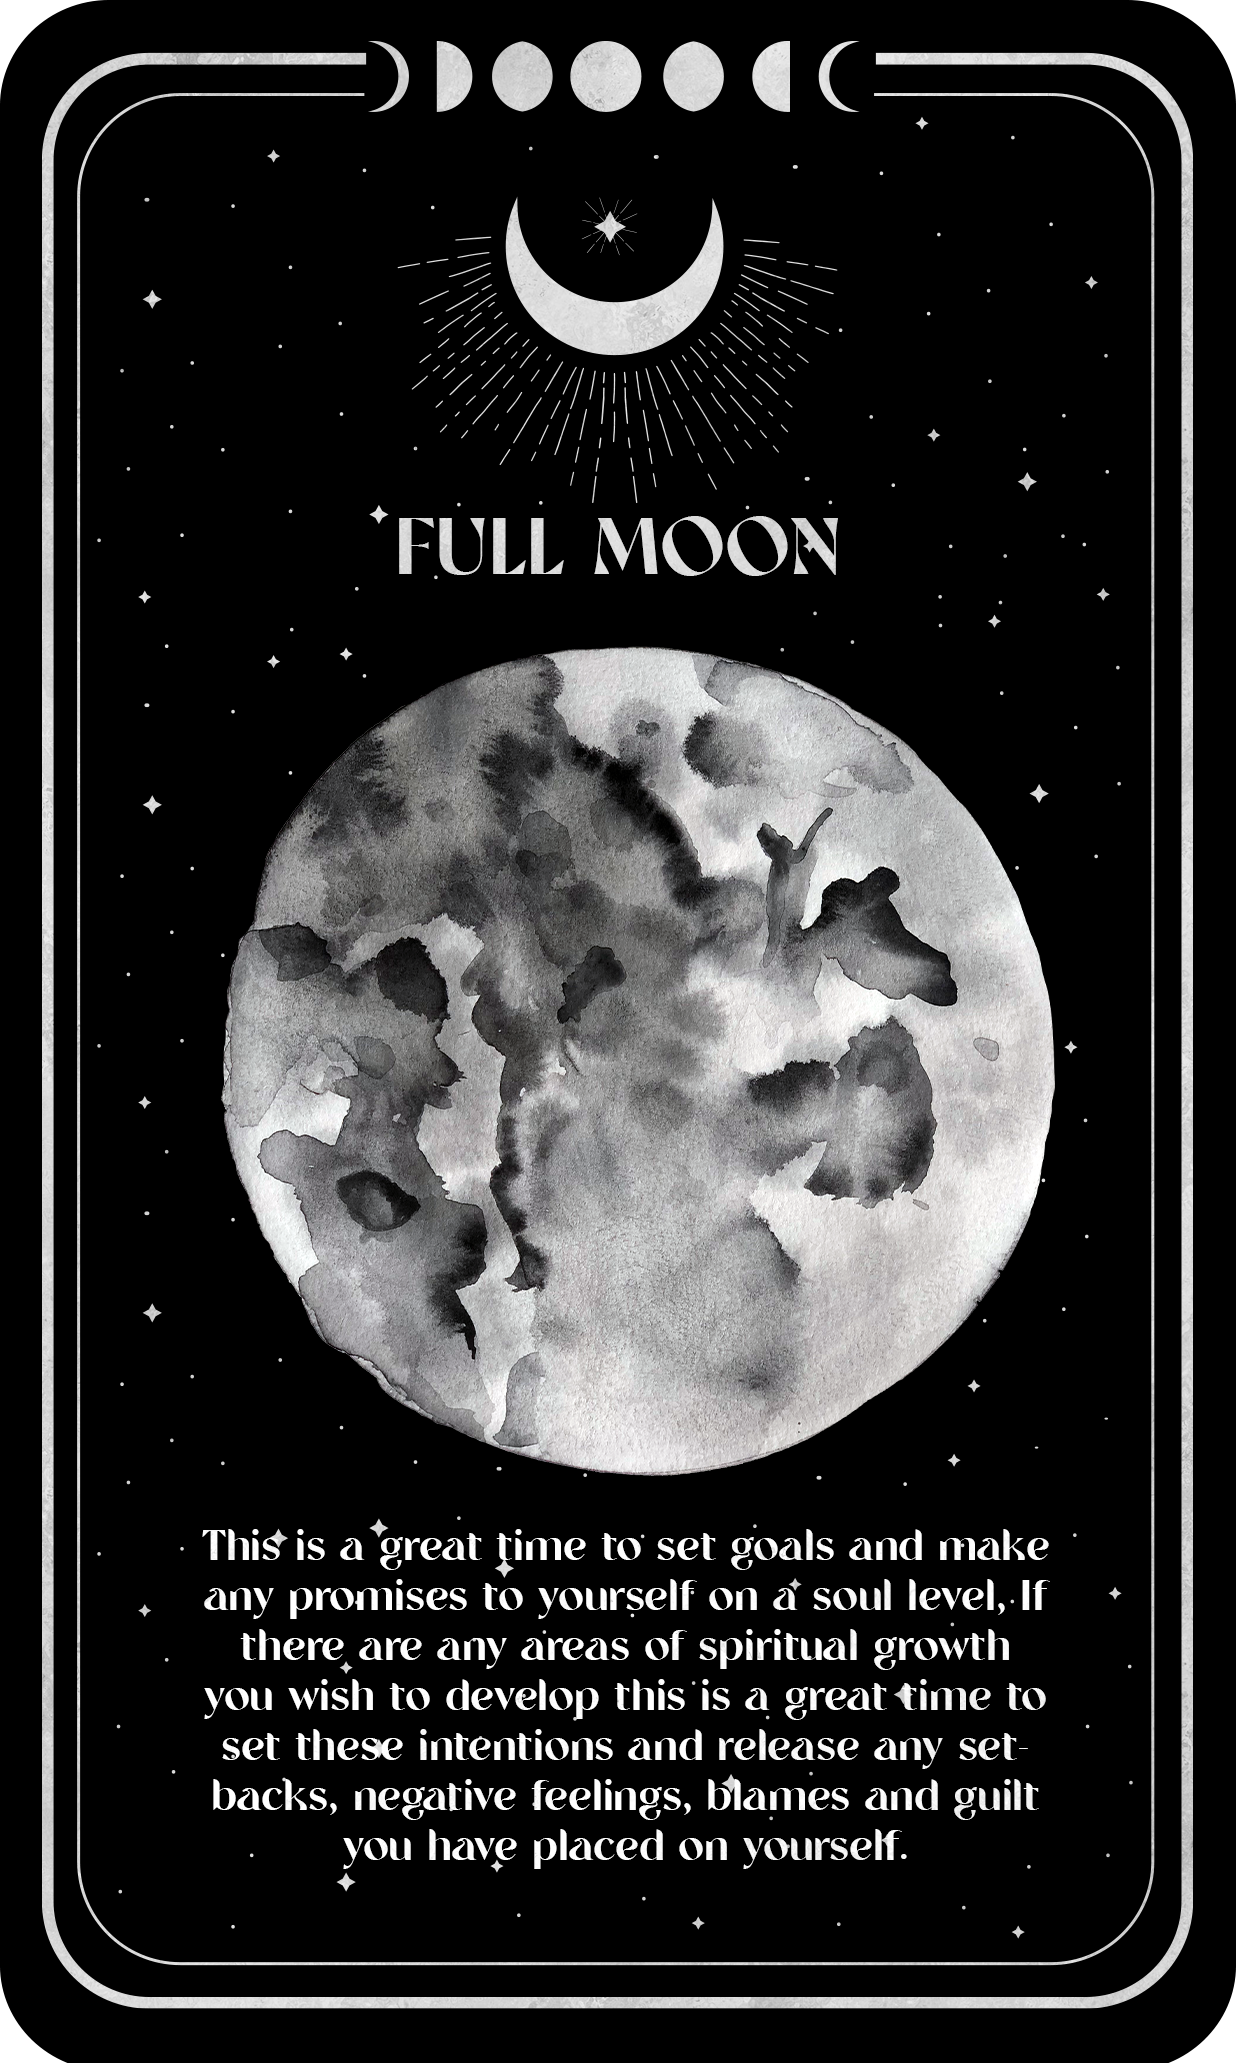 FULL MOON
This is a great time to set goals and make
any promises to yourself on a soul level, If
there are any areas of spiritual growth
you wish to develop this is a great time to
set these intentions and release any set-
backs, negative feelings, blames and guilt
you have placed on yourself.